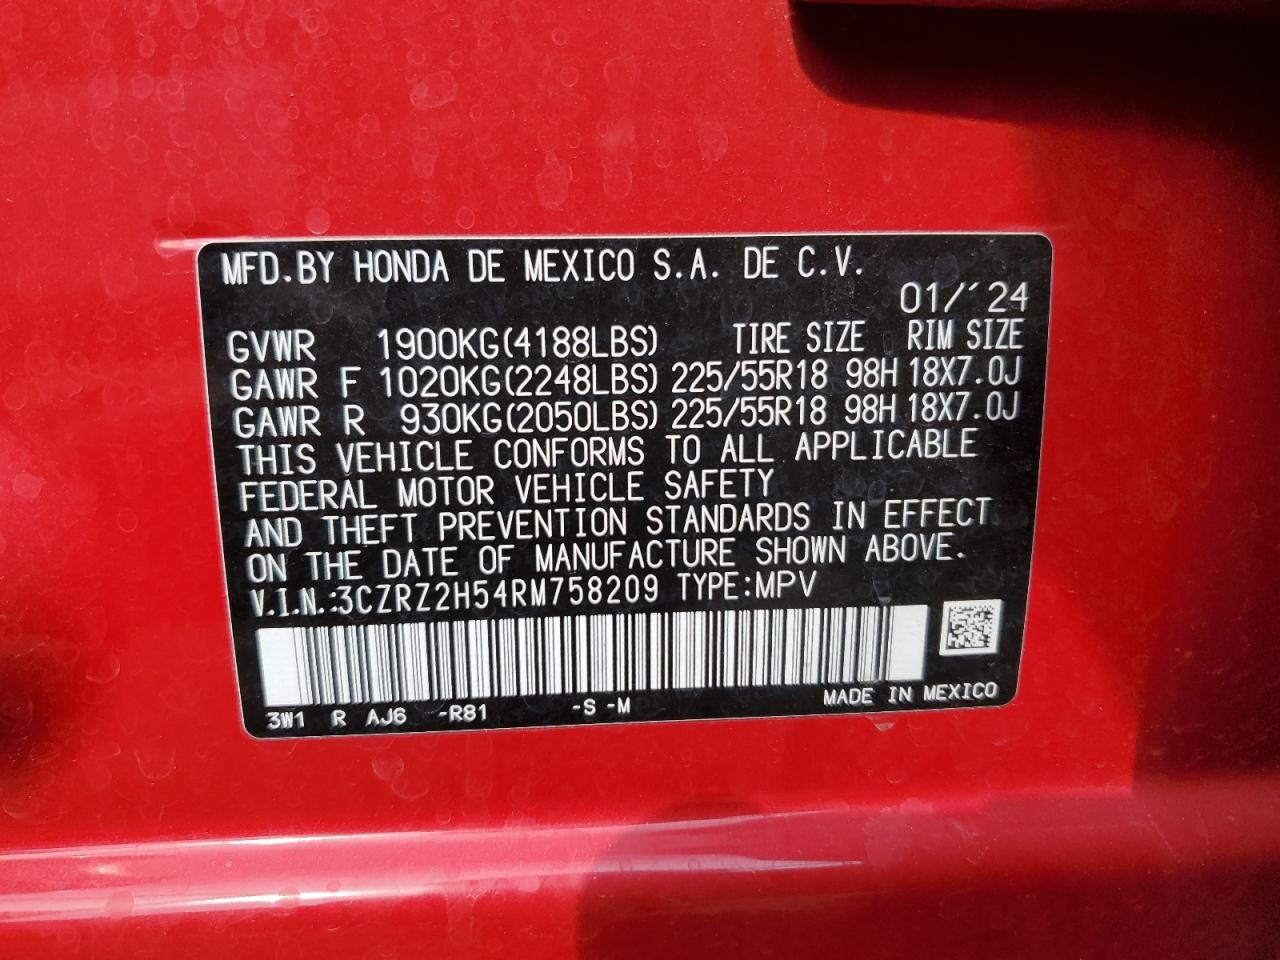 MFD.BY HONDA DE MEXICO S.A. DE C.V.
01/´24
GVWR 1900KG(4188LBS) TIRE SIZE RIM SIZE
GAWR F 1020KG(2248LBS) 225/55R18 98H 18X7.0J
GAWR R 930KG(2050LBS) 225/55R18 98H 18X7.0J
THIS VEHICLE CONFORMS TO ALL APPLICABLE
FEDERAL MOTOR VEHICLE SAFETY
AND THEFT PREVENTION STANDARDS IN EFFECT
ON THE DATE OF MANUFACTURE SHOWN ABOVE.
V.I.N.:3CZRZ2H54RM758209 TYPE:MPV
MADE IN MEXICO
3W1 R AJ6 -R81 -S -M